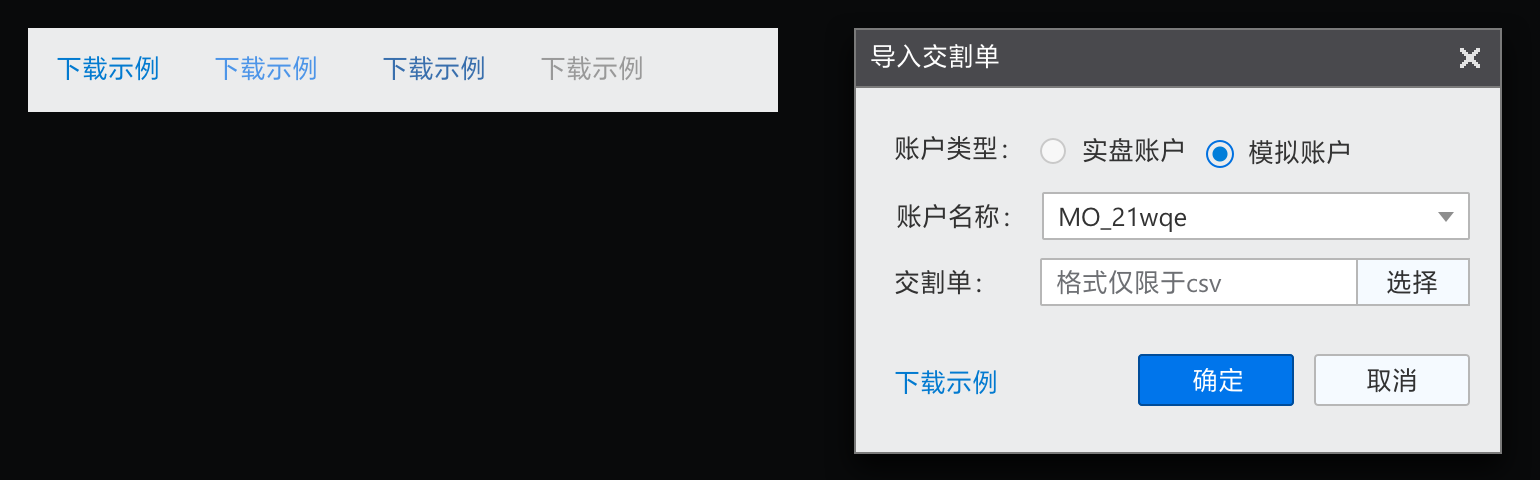 下载示例 下载示例 下载示例 下载示例
导入交割单
账户类型： 实盘账户 模拟账户
账户名称： MO_21wqe
交割单： 格式仅限于csv 选择
下载示例 确定 取消